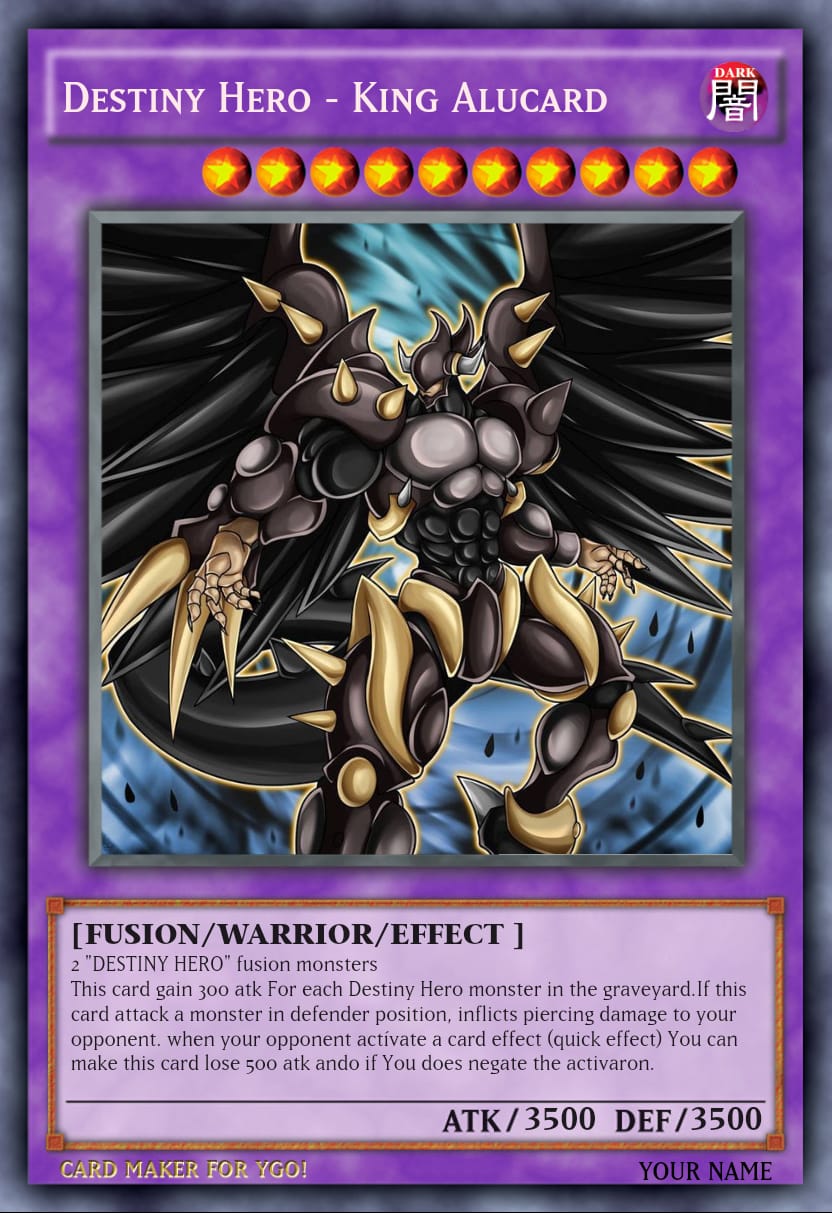 Destiny Hero - King Alucard
DARK
闇
[FUSION/WARRIOR/EFFECT ]
2 "DESTINY HERO" fusion monsters
This card gain 300 atk For each Destiny Hero monster in the graveyard.If this
card attack a monster in defender position, inflicts piercing damage to your
opponent. when your opponent actívate a card effect (quick effect) You can
make this card lose 500 atk ando if You does negate the activaron.
ATK/3500 DEF/3500
CARD MAKER FOR YGO!
YOUR NAME